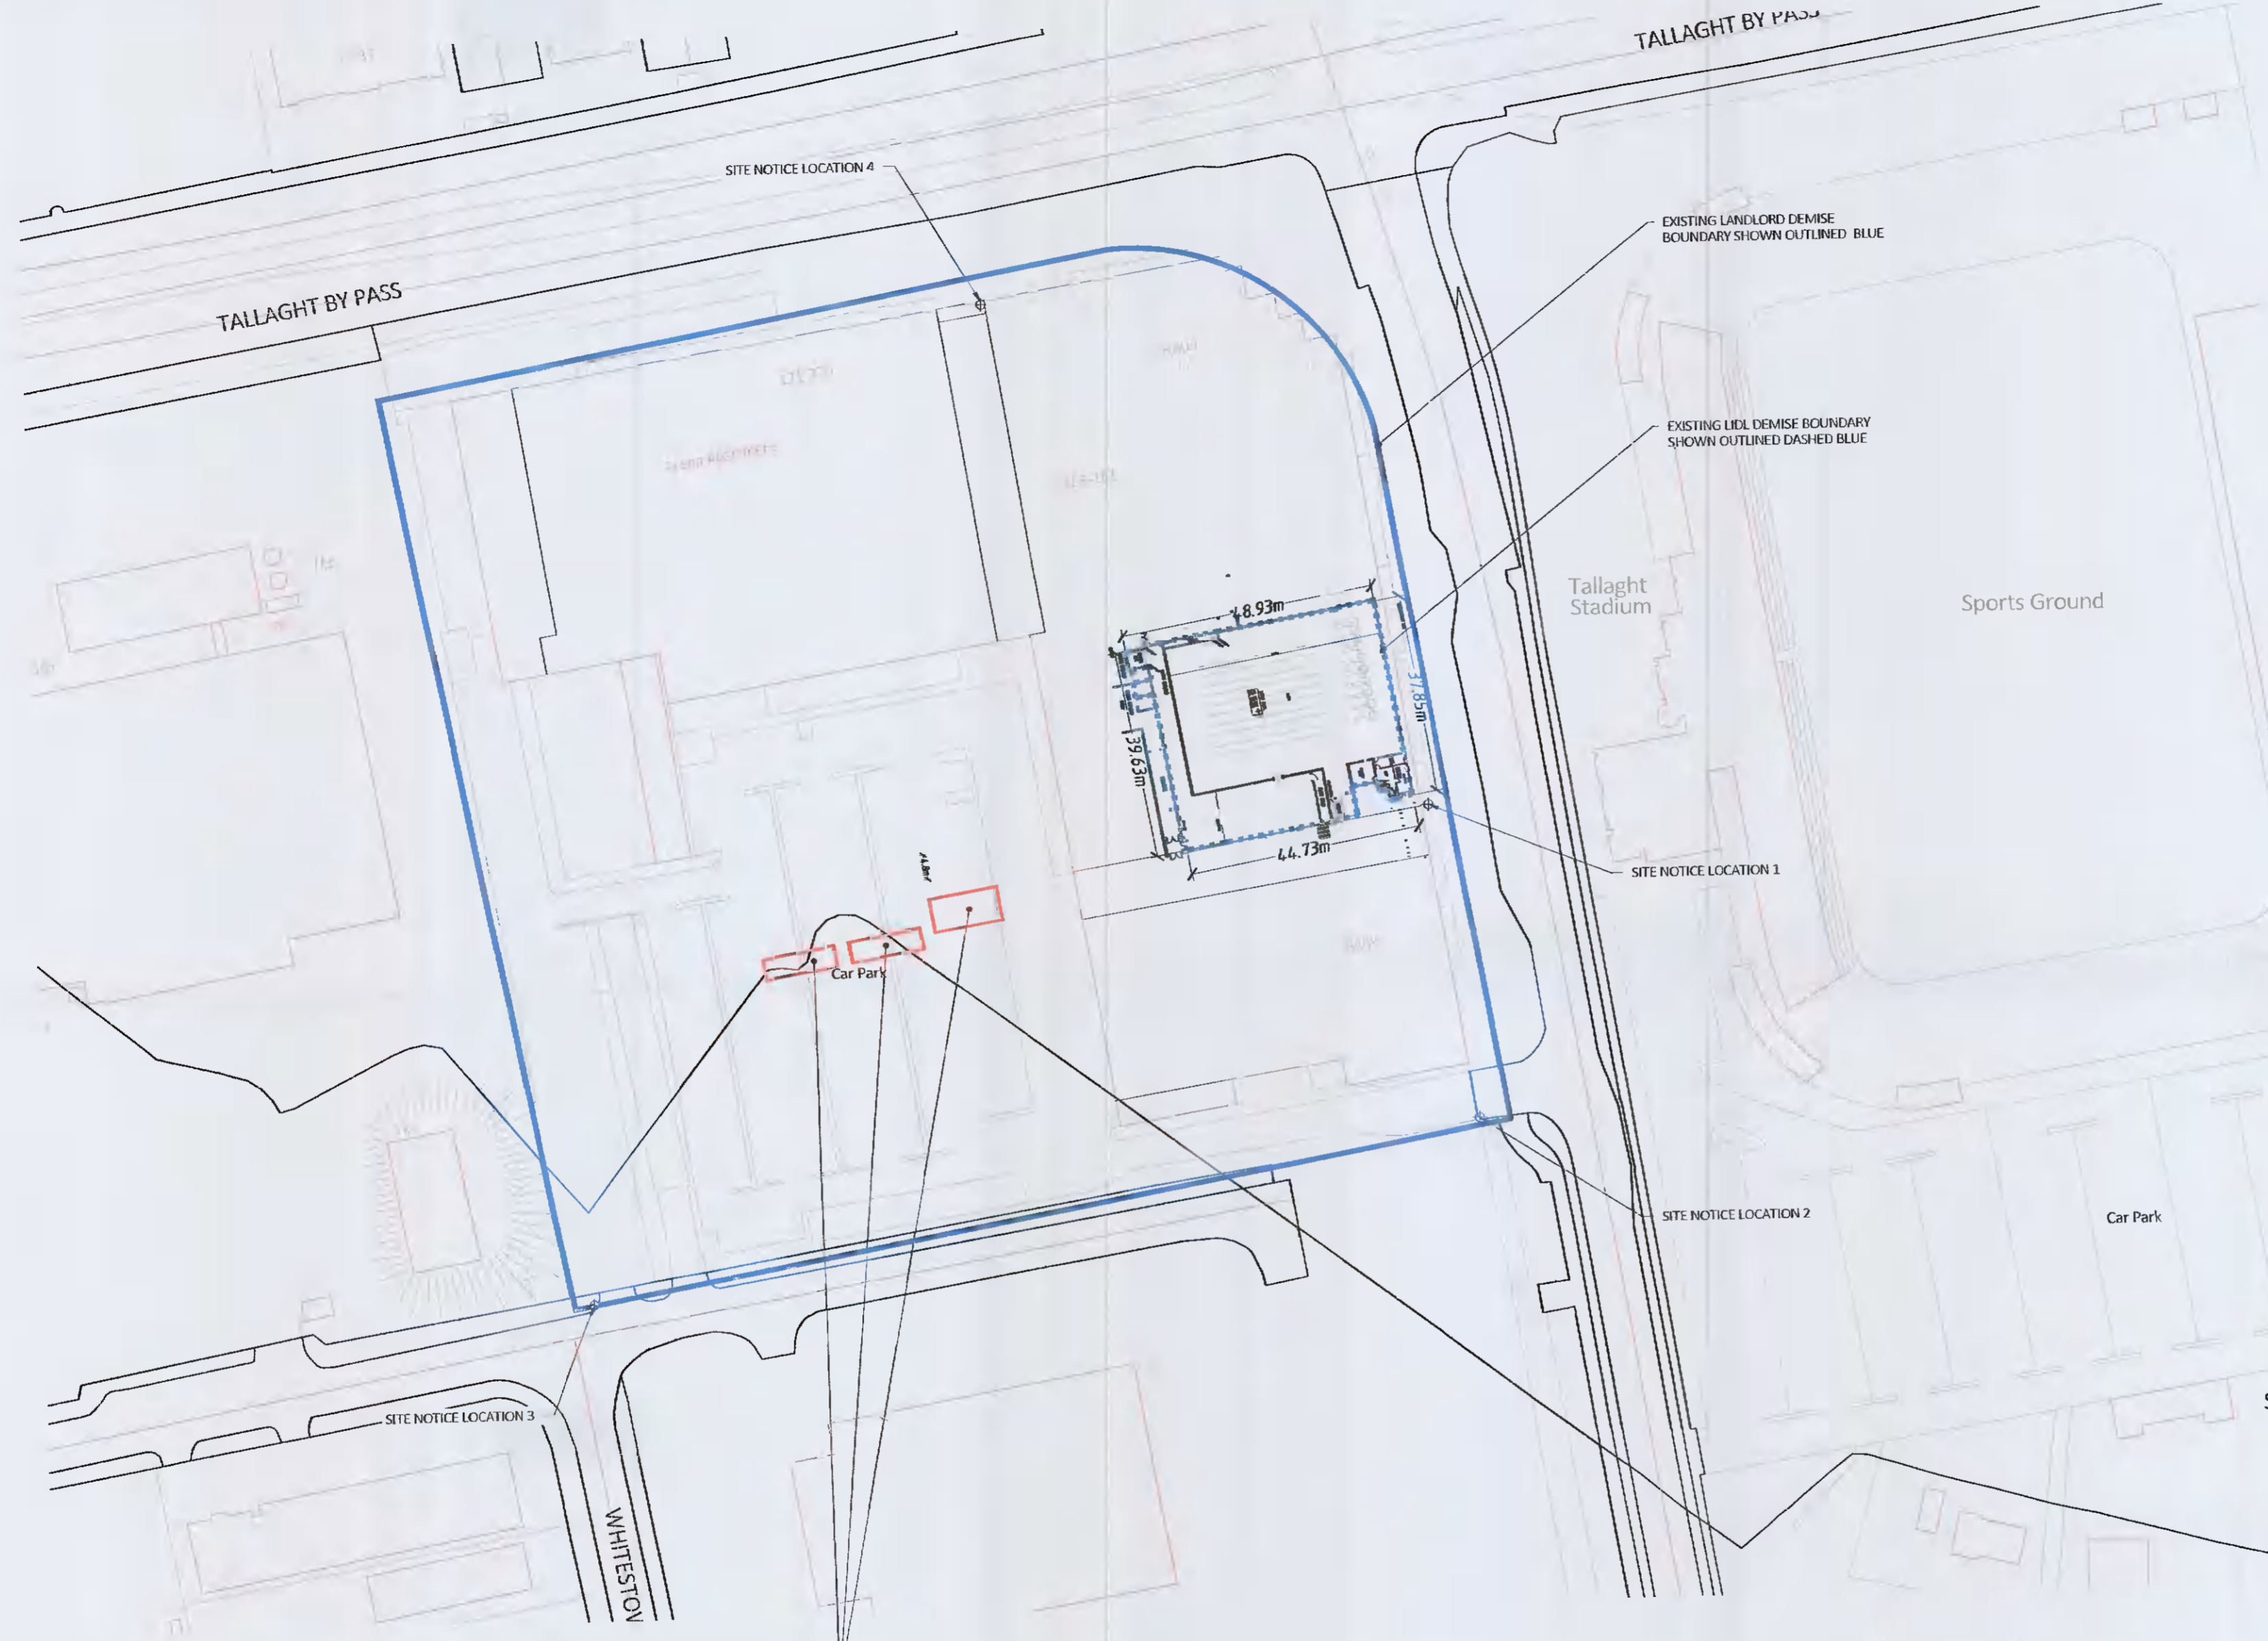 TALLAGHT BY PASS
SITE NOTICE LOCATION 4
EXISTING LANDLORD DEMISE
BOUNDARY SHOWN OUTLINED BLUE
TALLAGHT BY PASS
EXISTING LIDL DEMISE BOUNDARY
SHOWN OUTLINED DASHED BLUE
48.93m
Tallaght
Stadium
Sports Ground
37.85m
39.63m
44.73m
SITE NOTICE LOCATION 1
Car Park
SITE NOTICE LOCATION 2
Car Park
SITE NOTICE LOCATION 3
WHITESTOW